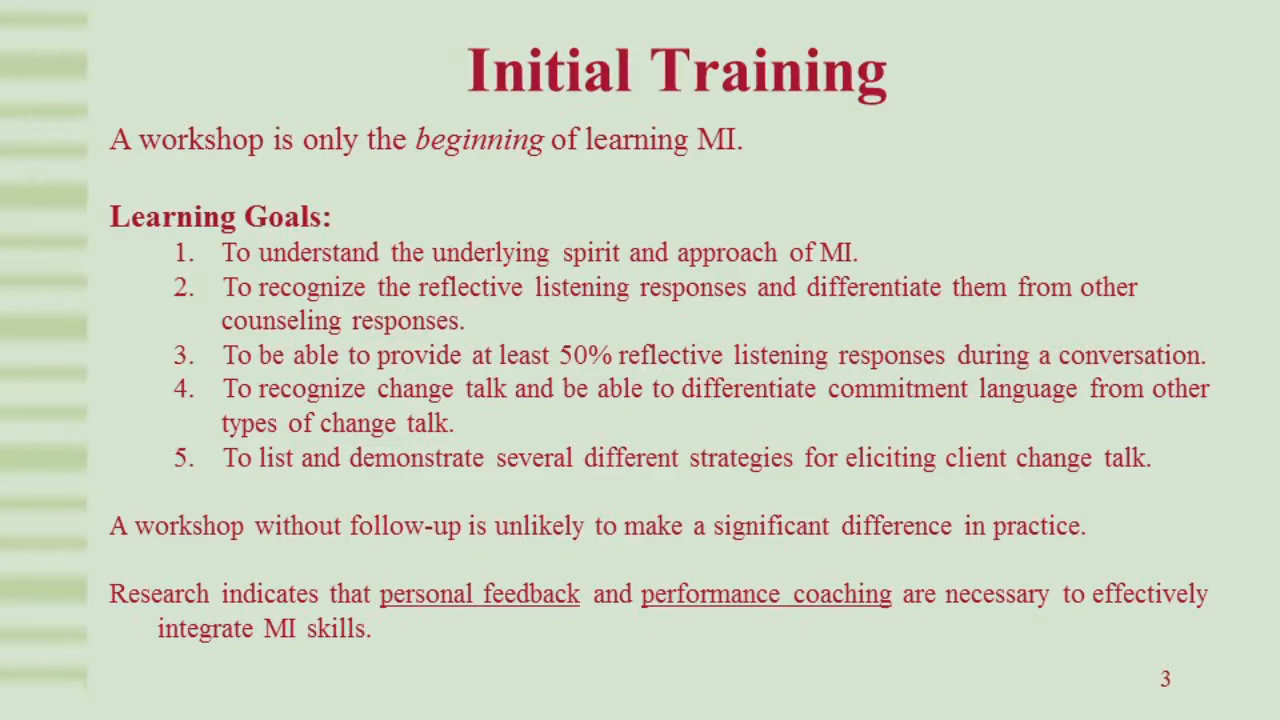 Initial Training
A workshop is only the beginning of learning MI.
Learning Goals:
1. To understand the underlying spirit and approach of MI.
2. To recognize the reflective listening responses and differentiate them from other
counseling responses.
3. To be able to provide at least 50% reflective listening responses during a conversation.
4. To recognize change talk and be able to differentiate commitment language from other
types of change talk.
5. To list and demonstrate several different strategies for eliciting client change talk.
A workshop without follow-up is unlikely to make a significant difference in practice.
Research indicates that personal feedback and performance coaching are necessary to effectively
integrate MI skills.
3